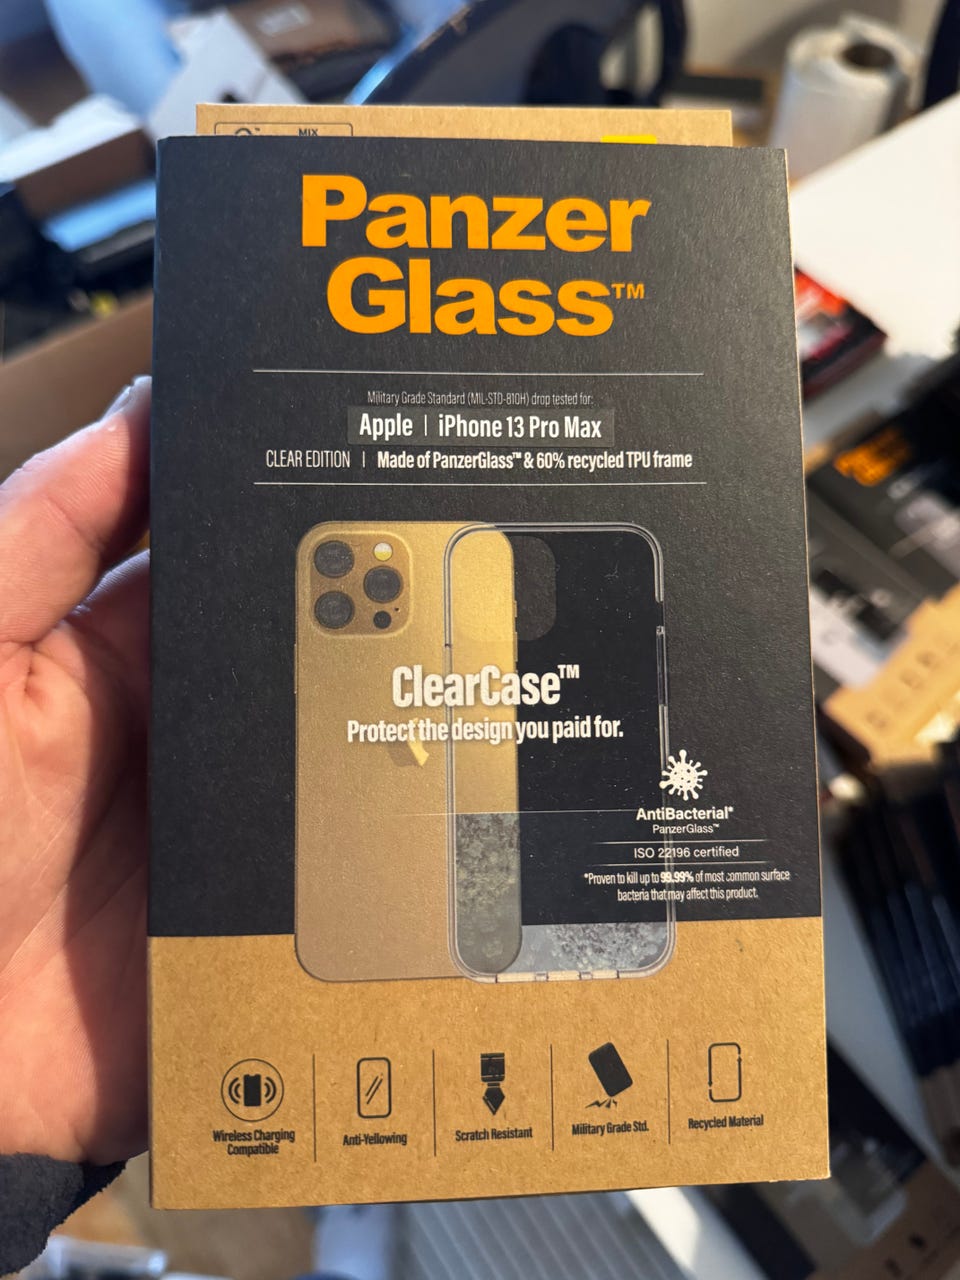 MIX
Panzer
Glass™
Military Grade Standard (MIL-STD-810H) drop tested for:
Apple | iPhone 13 Pro Max
CLEAR EDITION | Made of PanzerGlass™ & 60% recycled TPU frame
ClearCase™
Protect the design you paid for.
AntiBacterial*
PanzerGlass™
ISO 22196 certified
*Proven to kill up to 99.99% of most common surface
bacteria that may affect this product.
Wireless Charging
Compatible
Anti-Yellowing
Scratch Resistant
Military Grade Std.
Recycled Material